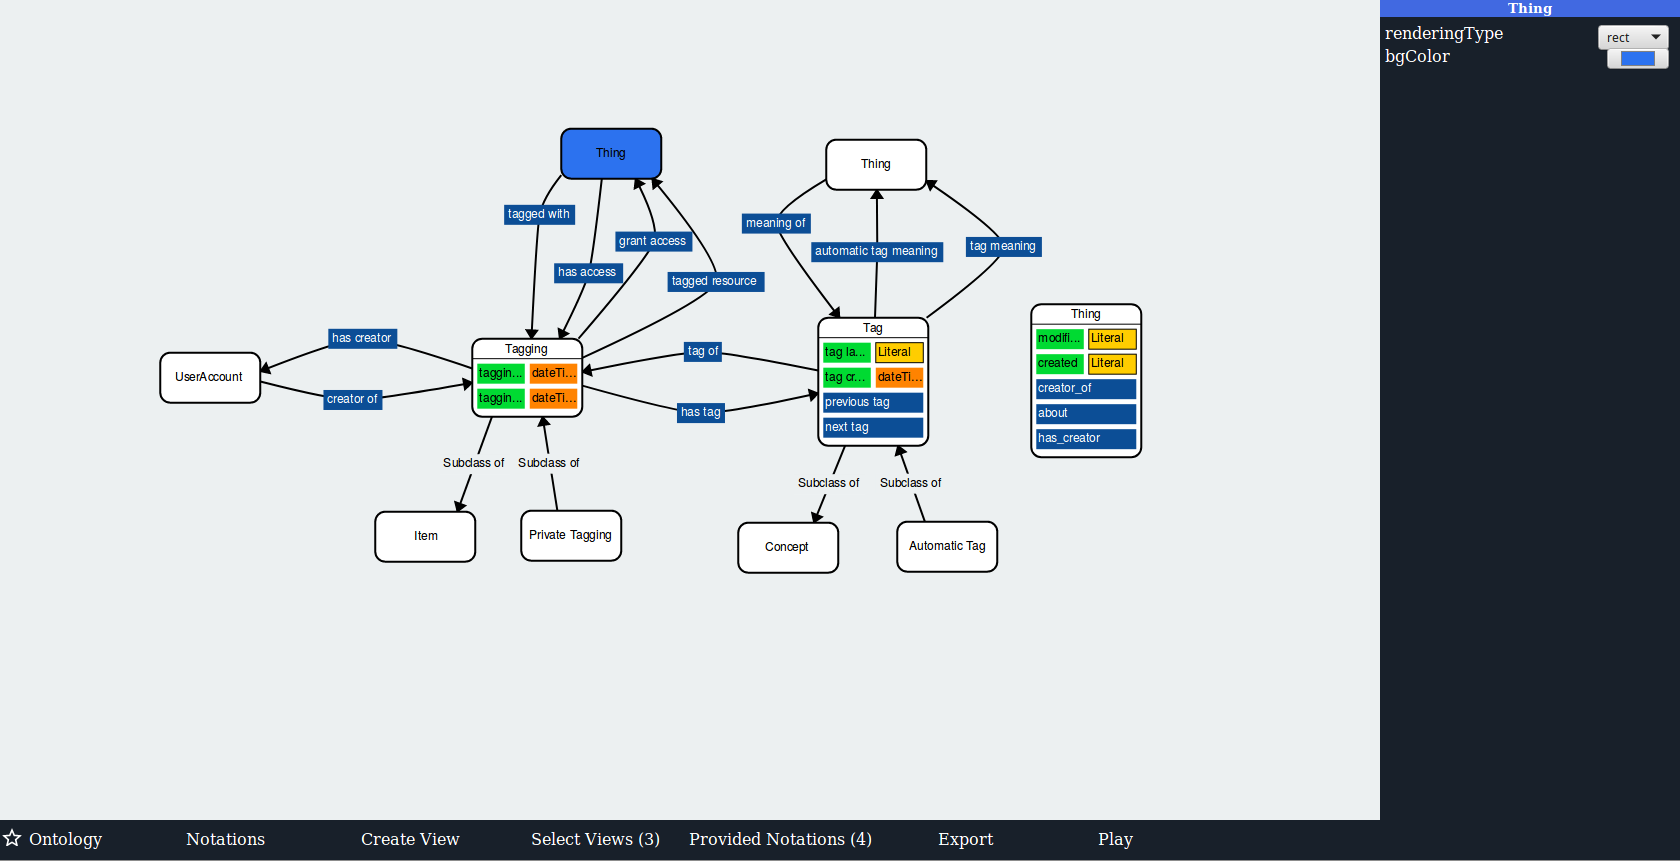 Thing
renderingType
rect
bgColor
Thing
Thing
tagged with
grant access
has access
tagged resource
meaning of
automatic tag meaning
tag meaning
has creator
UserAccount
creator of
Tagging
taggin... dateTi...
taggin... dateTi...
tag of
has tag
Tag
tag la... Literal
tag cr... dateTi...
previous tag
next tag
Thing
modifi... Literal
created Literal
creator_of
about
has_creator
Subclass of
Subclass of
Subclass of
Subclass of
Item
Private Tagging
Concept
Automatic Tag
Ontology
Notations
Create View
Select Views (3)
Provided Notations (4)
Export
Play